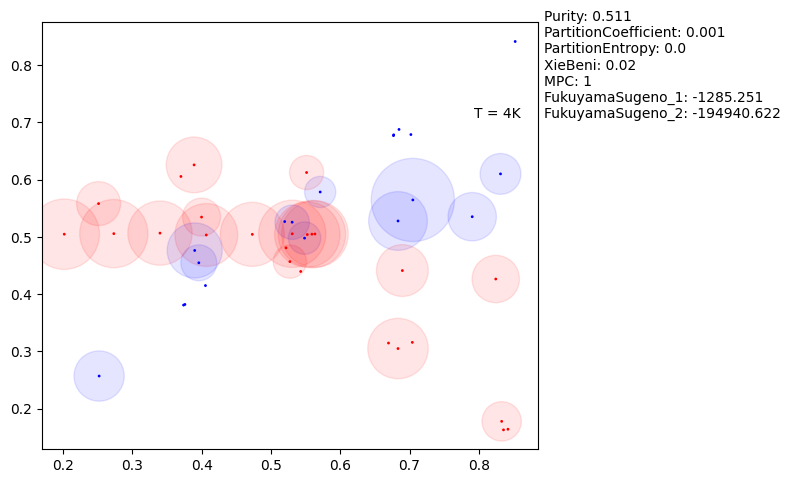 Purity: 0.511
PartitionCoefficient: 0.001
PartitionEntropy: 0.0
XieBeni: 0.02
MPC: 1
FukuyamaSugeno_1: -1285.251
FukuyamaSugeno_2: -194940.622
T = 4K
0.8
0.7
0.6
0.5
0.4
0.3
0.2
0.2 0.3 0.4 0.5 0.6 0.7 0.8